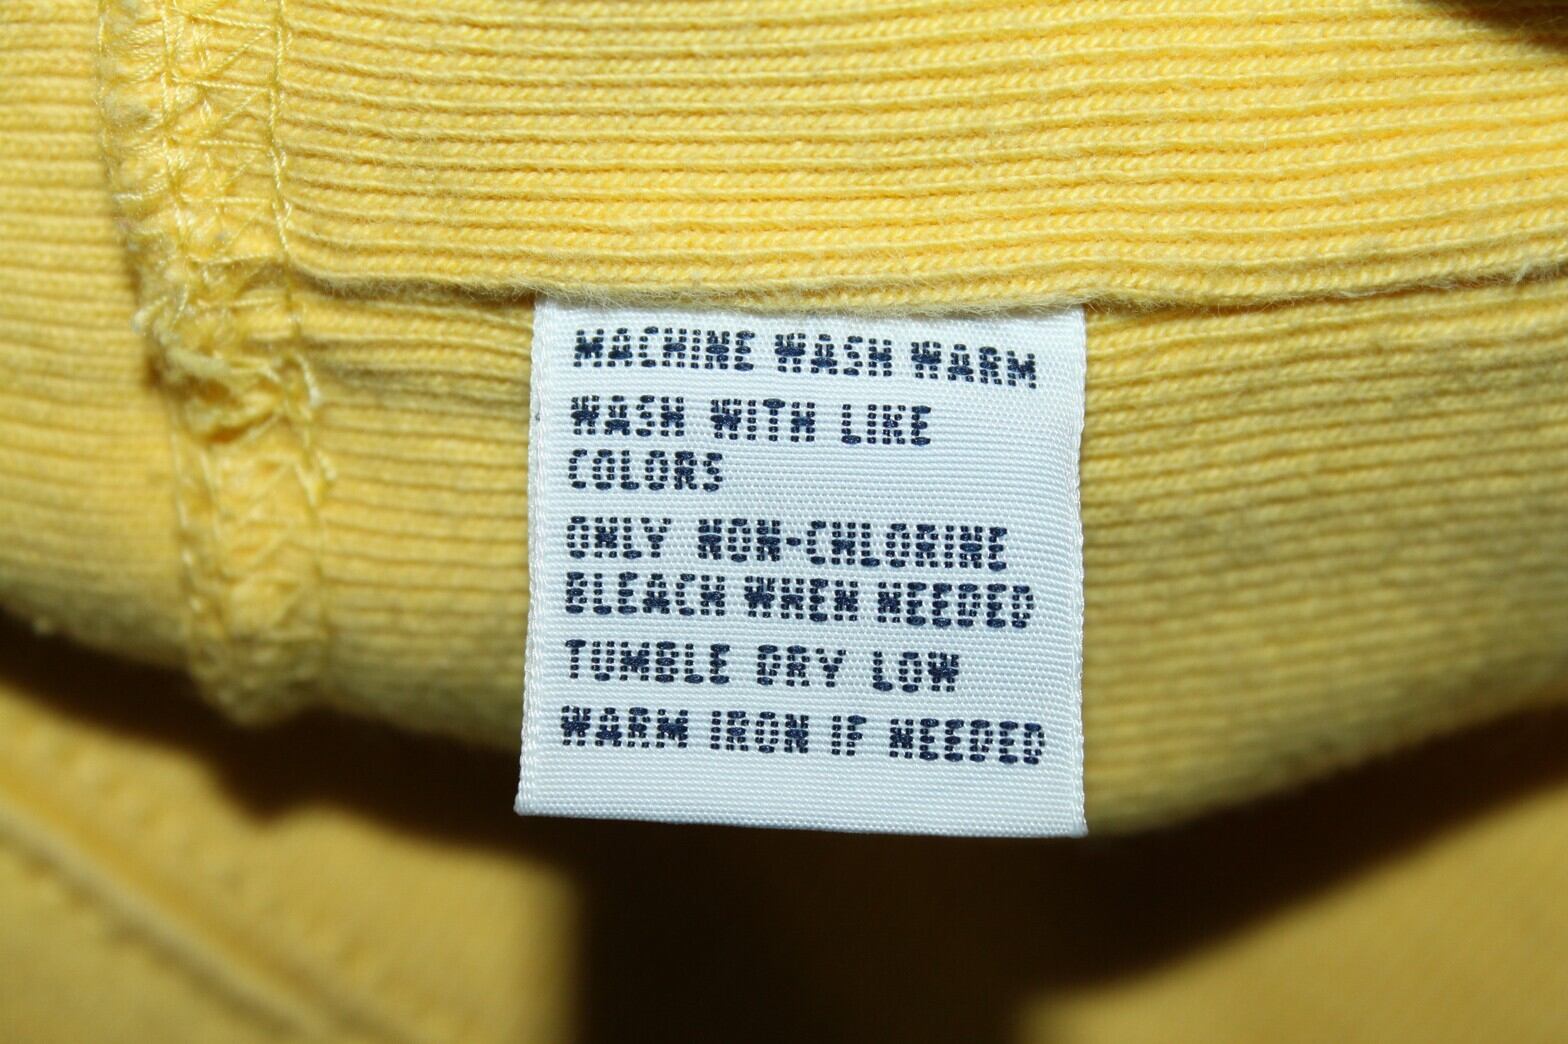 MACHINE WASH WARM
WASH WITH LIKE
COLORS
ONLY NON-CHLORINE
BLEACH WHEN NEEDED
TUMBLE DRY LOW
WARM IRON IF NEEDED